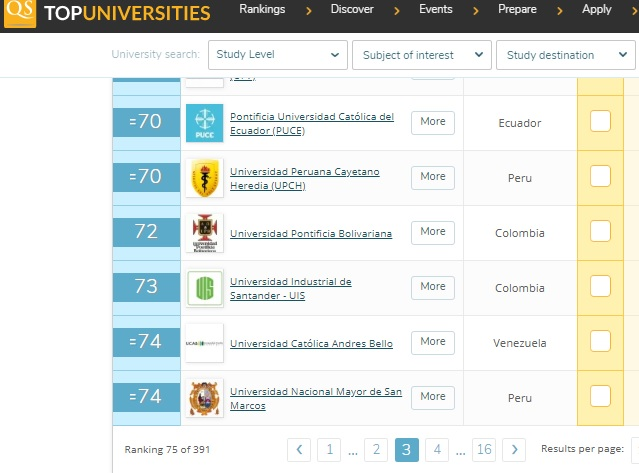 QS TOPUNIVERSITIES Rankings > Discover > Events > Prepare > Apply >
University search: Study Level Subject of interest Study destination
=70 PUCE Pontificia Universidad Católica del More Ecuador
Ecuador (PUCE)
=70 Universidad Peruana Cayetano More Peru
Heredia (UPCH)
72 Universidad Pontificia Bolivariana Universidad Pontificia Bolivariana More Colombia
73 UIS Universidad Industrial de More Colombia
Santander - UIS
=74 UCAB Universidad Católica Andres Bello More Venezuela
=74 Universidad Nacional Mayor de San More Peru
Marcos
Ranking 75 of 391 < 1 ... 2 3 4 ... 16 > Results per page: